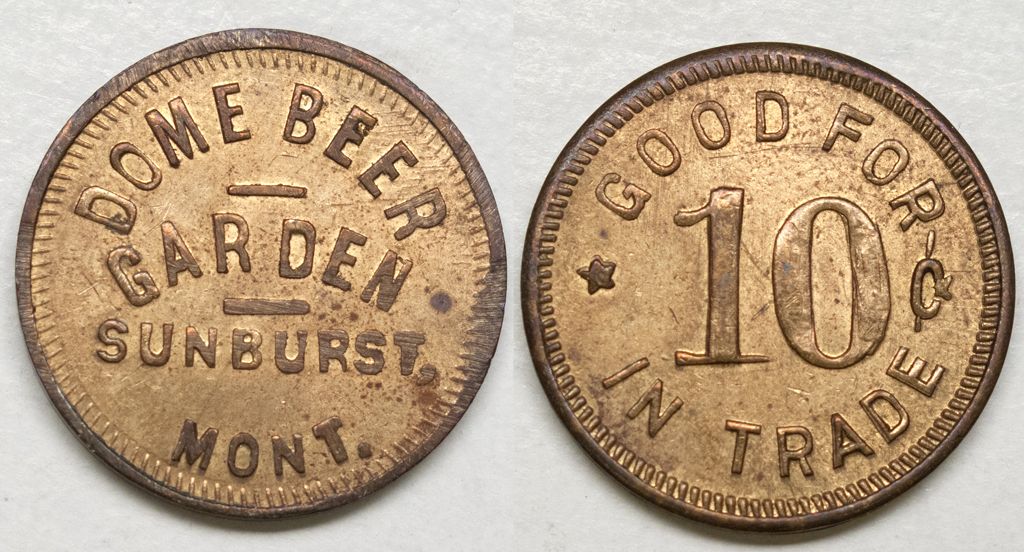 DOME BEER
GARDEN
SUNBURST,
MONT.
GOOD FOR
10¢
IN TRADE